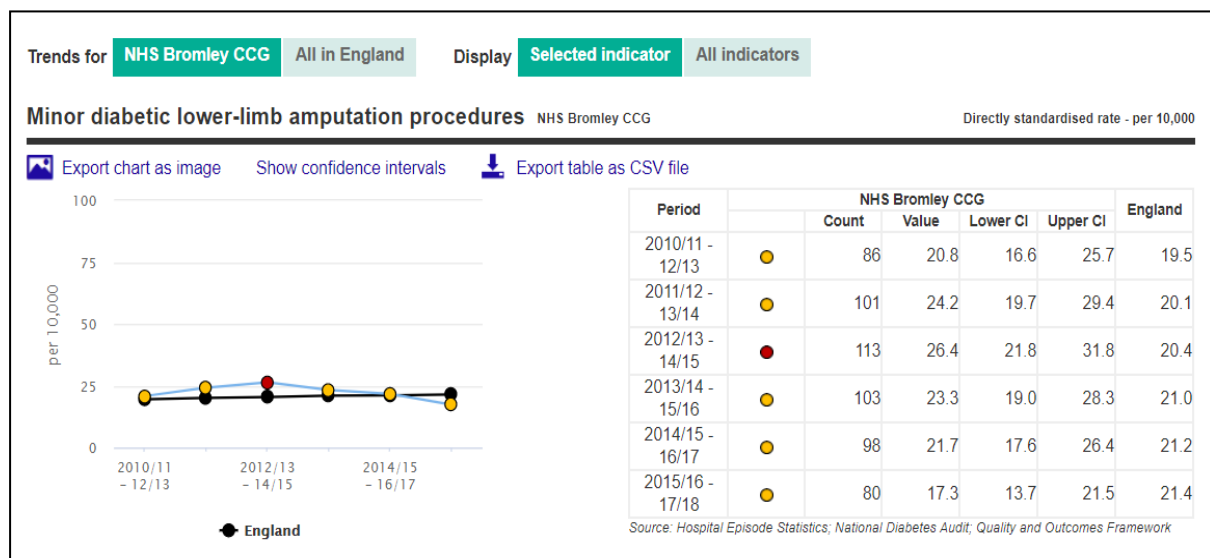 Trends for NHS Bromley CCG All in England Display Selected indicator All indicators
Minor diabetic lower-limb amputation procedures NHS Bromley CCG Directly standardised rate - per 10,000
Export chart as image Show confidence intervals Export table as CSV file
100
75
50
25
0
per 10,000
2010/11
- 12/13
2012/13
- 14/15
2014/15
- 16/17
England
Period NHS Bromley CCG England
Count Value Lower CI Upper CI
2010/11 -
12/13 86 20.8 16.6 25.7 19.5
2011/12 -
13/14 101 24.2 19.7 29.4 20.1
2012/13 -
14/15 113 26.4 21.8 31.8 20.4
2013/14 -
15/16 103 23.3 19.0 28.3 21.0
2014/15 -
16/17 98 21.7 17.6 26.4 21.2
2015/16 -
17/18 80 17.3 13.7 21.5 21.4
Source: Hospital Episode Statistics; National Diabetes Audit; Quality and Outcomes Framework